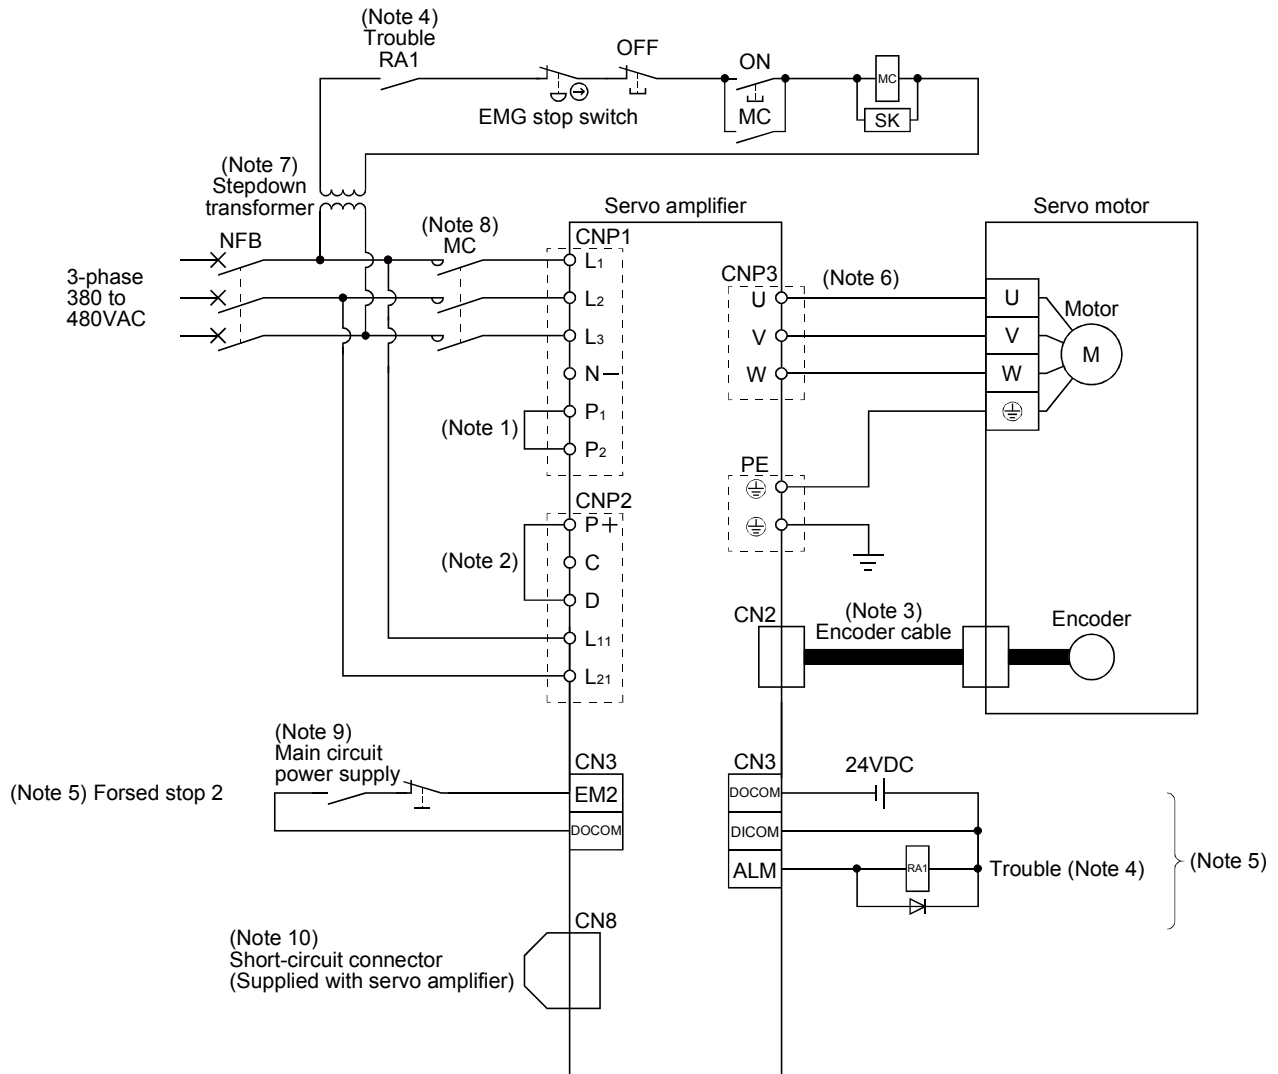 (Note 4)
Trouble
RA1
OFF
ON
MC
SK
EMG stop switch
MC
(Note 7)
Stepdown
transformer
NFB
(Note 8)
MC
3-phase
380 to
480VAC
Servo amplifier
Servo motor
CNP1
L1
L2
L3
N−
P1
P2
(Note 1)
CNP3
U
V
W
(Note 6)
U
V
W
Motor
M
PE
CNP2
P+
C
D
L11
L21
(Note 2)
CN2
(Note 3)
Encoder cable
Encoder
(Note 9)
Main circuit
power supply
(Note 5) Forsed stop 2
CN3
EM2
DOCOM
CN3
DOCOM
DICOM
ALM
24VDC
RA1
Trouble (Note 4)
(Note 5)
CN8
(Note 10)
Short-circuit connector
(Supplied with servo amplifier)